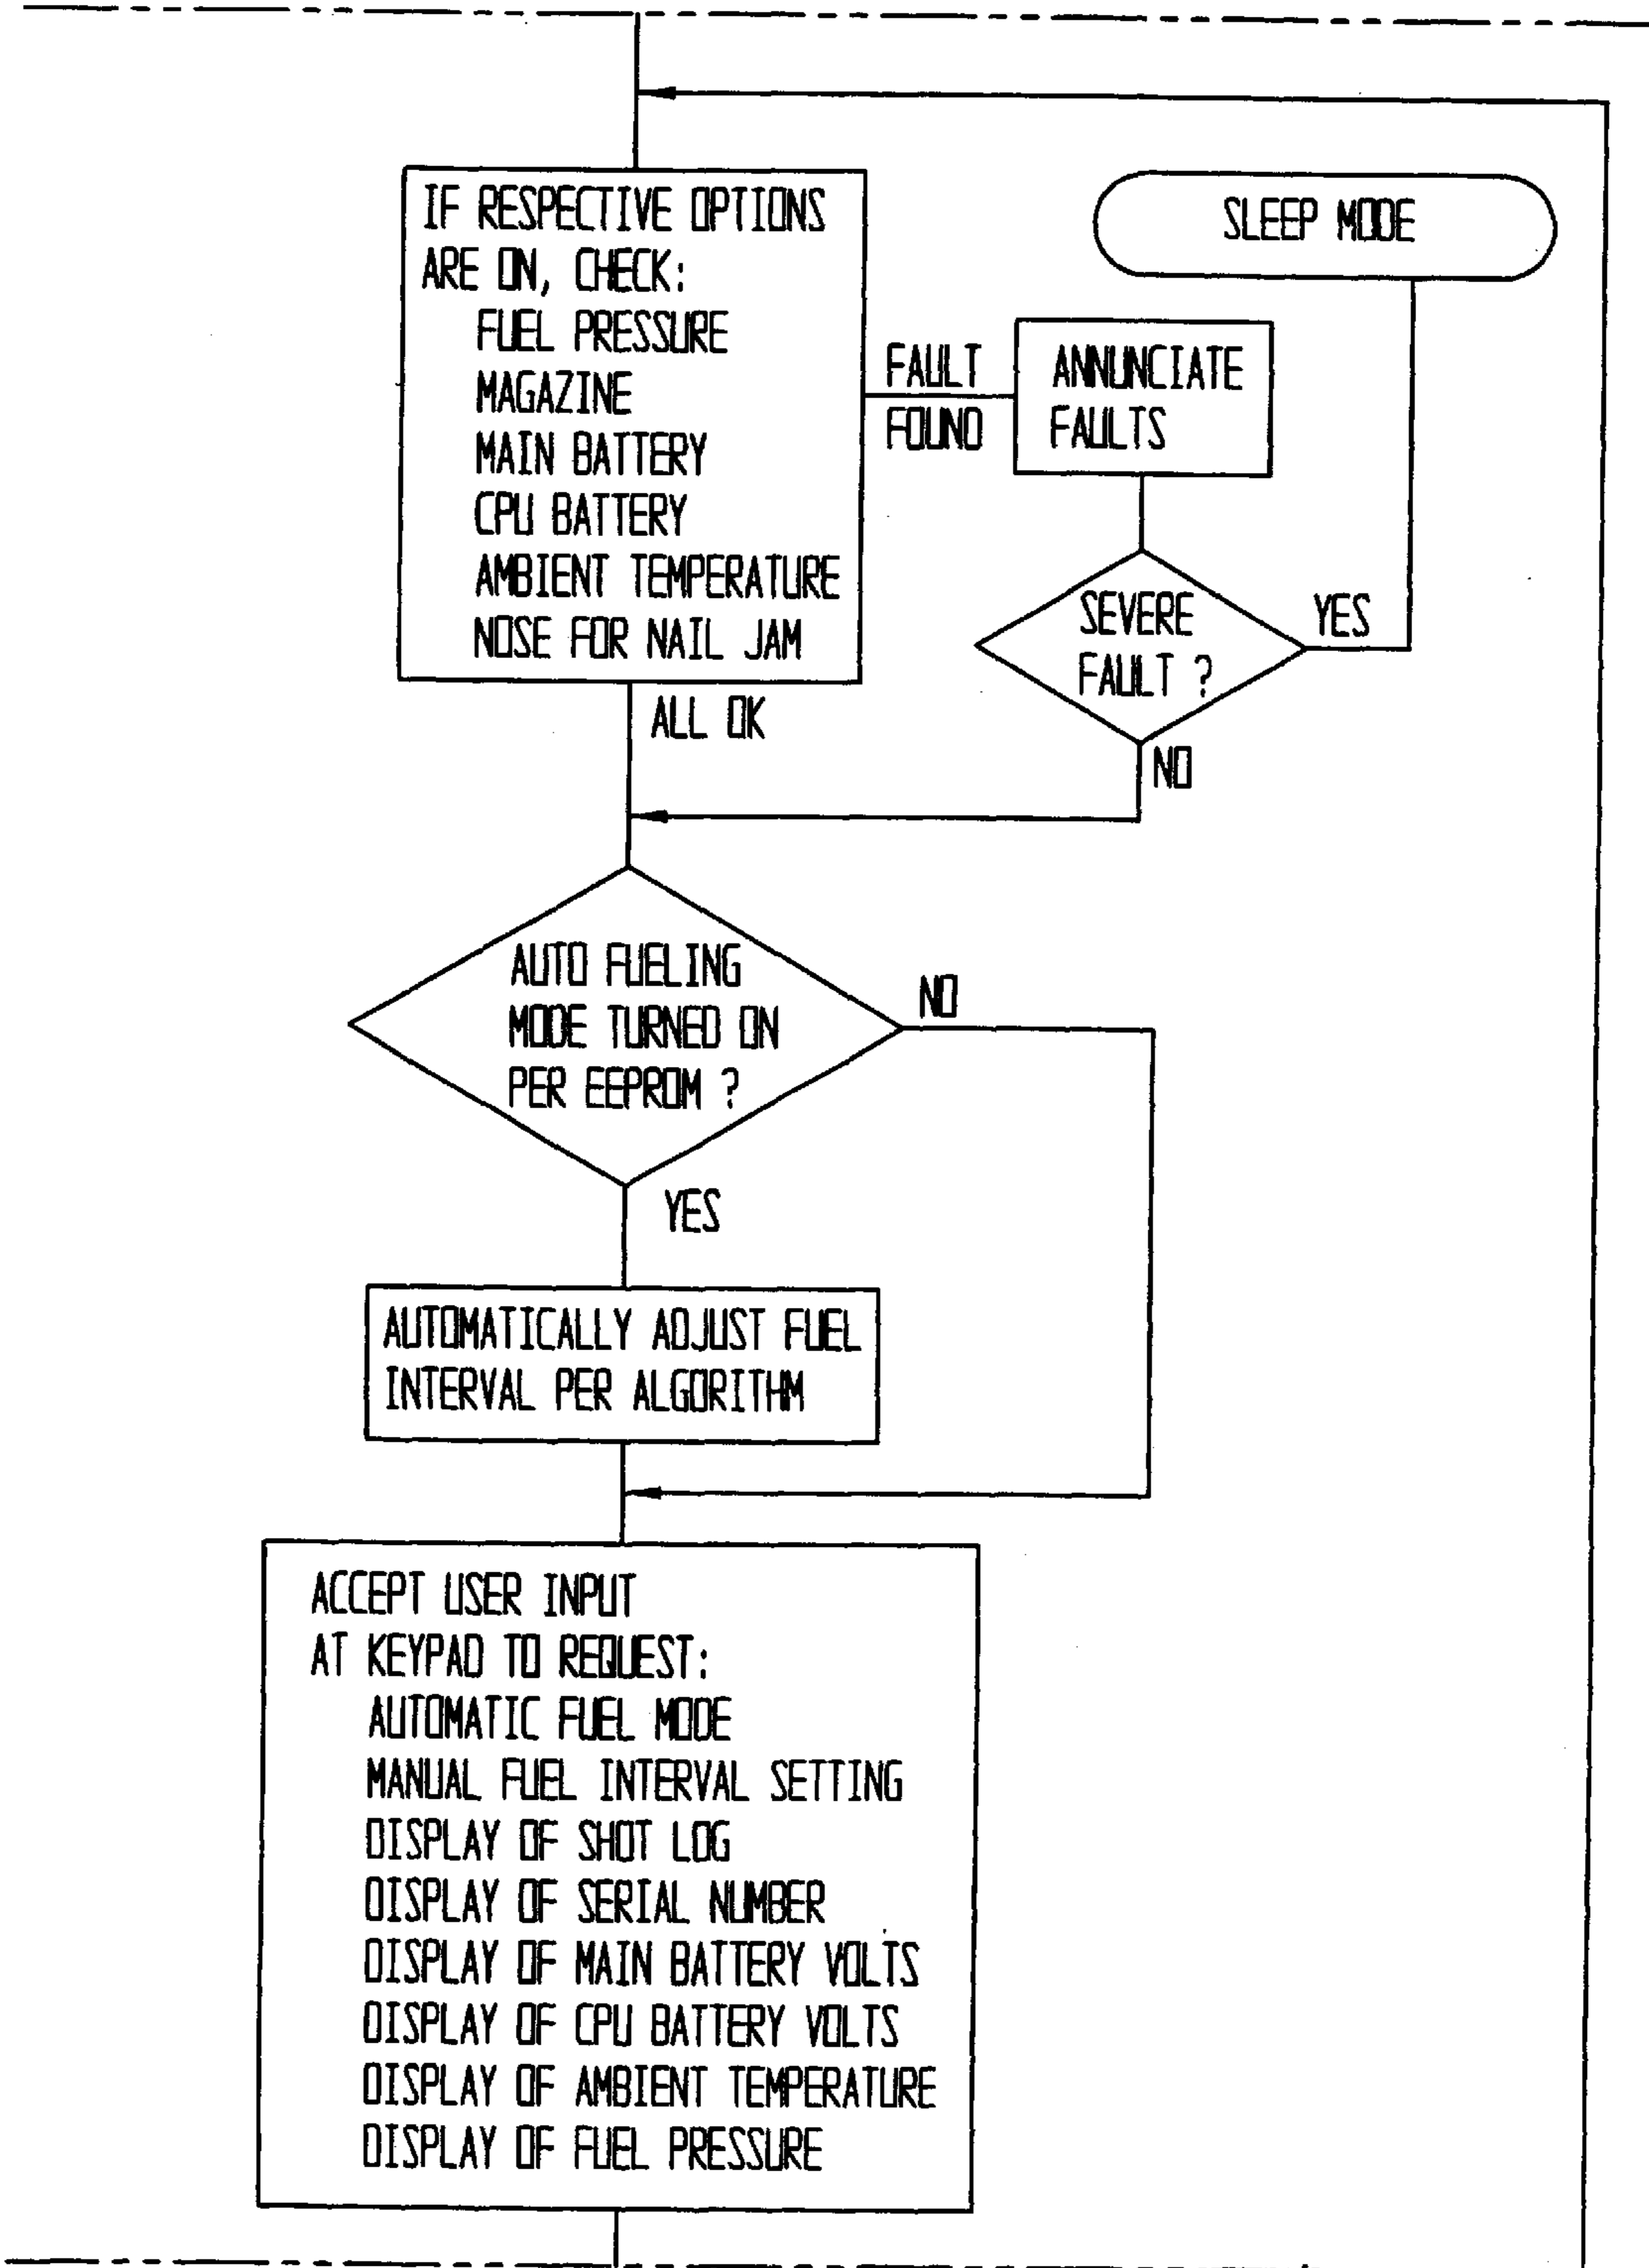 IF RESPECTIVE OPTIONS
ARE ON, CHECK:
FUEL PRESSURE
MAGAZINE
MAIN BATTERY
CPU BATTERY
AMBIENT TEMPERATURE
NOSE FOR NAIL JAM
SLEEP MODE
FAULT
FOUND
ANNUNCIATE
FAULTS
SEVERE
FAULT ?
YES
NO
ALL OK
AUTO FUELING
MODE TURNED ON
PER EEPROM ?
NO
YES
AUTOMATICALLY ADJUST FUEL
INTERVAL PER ALGORITHM
ACCEPT USER INPUT
AT KEYPAD TO REQUEST:
AUTOMATIC FUEL MODE
MANUAL FUEL INTERVAL SETTING
DISPLAY OF SHOT LOG
DISPLAY OF SERIAL NUMBER
DISPLAY OF MAIN BATTERY VOLTS
DISPLAY OF CPU BATTERY VOLTS
DISPLAY OF AMBIENT TEMPERATURE
DISPLAY OF FUEL PRESSURE